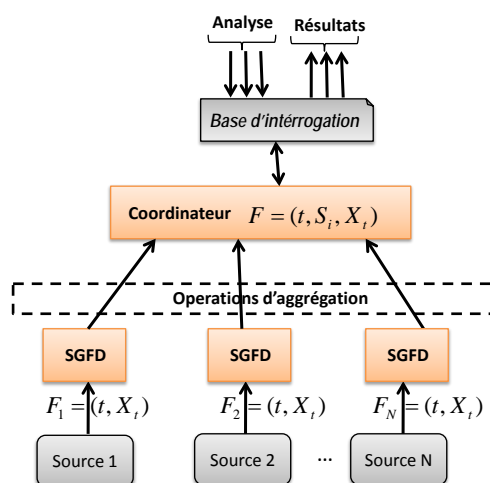 Analyse Résultats
Base d'intérrogation
Coordinateur F = (t, S_i, X_t)
Operations d'aggrégation
SGFD SGFD SGFD
F_1 = (t, X_t) F_2 = (t, X_t) F_N = (t, X_t)
Source 1 Source 2 ... Source N